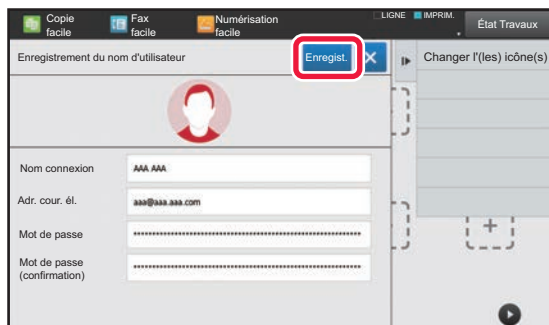 Copie
facile
Fax
facile
Numérisation
facile
LIGNE
IMPRIM.
État Travaux
Enregistrement du nom d'utilisateur
Enregist.
Changer l'(les) icône(s)
Nom connexion
AAA AAA
Adr. cour. él.
aaa@aaa.aaa.com
Mot de passe
Mot de passe
(confirmation)